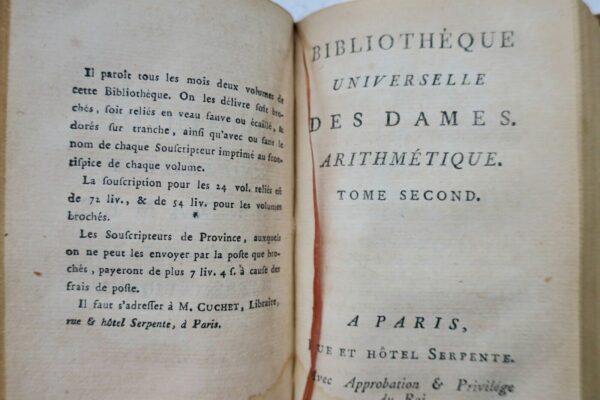 Il paroît tous les mois deux volumes de
cette Bibliothèque. On les délivre soit bro-
chés, soit reliés en veau fauve ou écaillé, &
dorés sur tranche, ainsi qu'avec ou sans le
nom de chaque Souscripteur imprimé au fron-
tispice de chaque volume.
La souscription pour les 24 vol. reliés est
de 72 liv., & de 54 liv. pour les volumes
brochés.
Les Souscripteurs de Province, auxquels
on ne peut les envoyer par la poste que bro-
chés, payeront de plus 7 liv. 4 s. à cause des
frais de poste.
Il faut s'adresser à M. CUCHET, Libraire,
rue & hôtel Serpente, à Paris.
BIBLIOTHÈQUE
UNIVERSELLE
DES DAMES.
ARITHMÉTIQUE.
TOME SECOND.
A PARIS,
RUE ET HÔTEL SERPENTE.
Avec Approbation & Privilège
du Roi